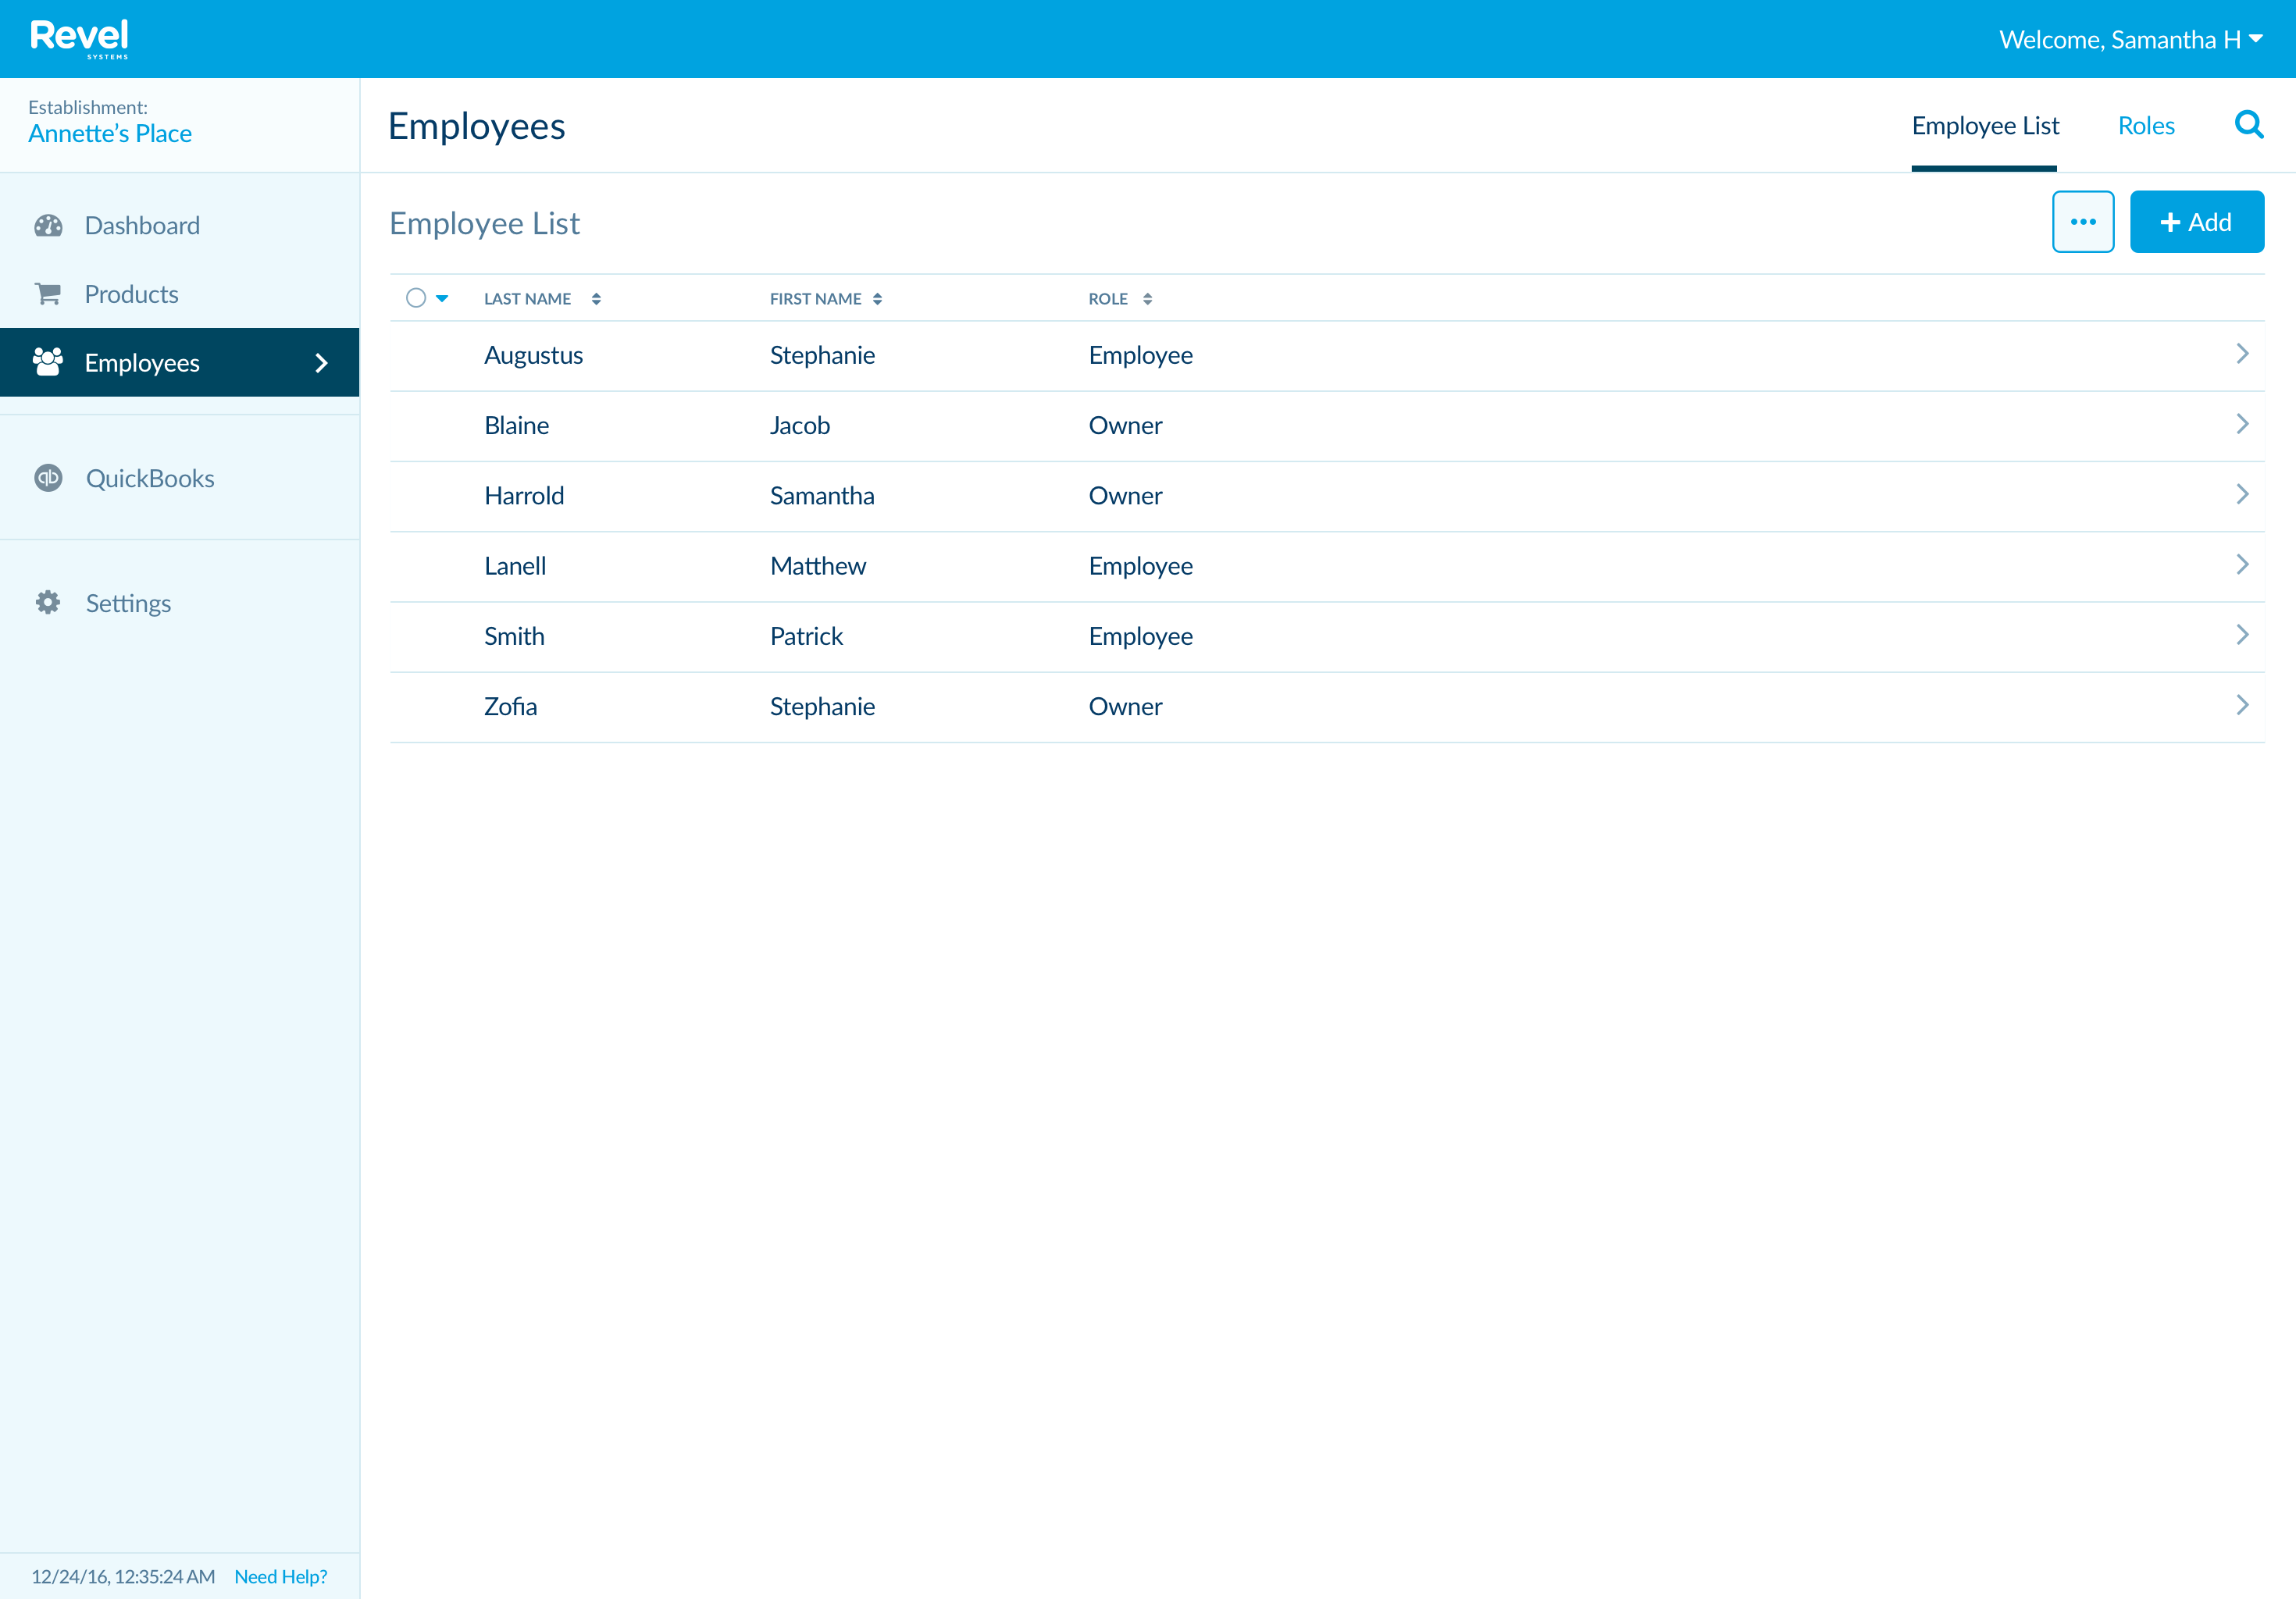 Revel
SYSTEMS
Welcome, Samantha H
Establishment:
Annette’s Place
Employees
Employee List
Roles
Dashboard
Products
Employees
QuickBooks
Settings
Employee List
+ Add
LAST NAME FIRST NAME ROLE
Augustus Stephanie Employee
Blaine Jacob Owner
Harrold Samantha Owner
Lanell Matthew Employee
Smith Patrick Employee
Zofia Stephanie Owner
12/24/16, 12:35:24 AM Need Help?